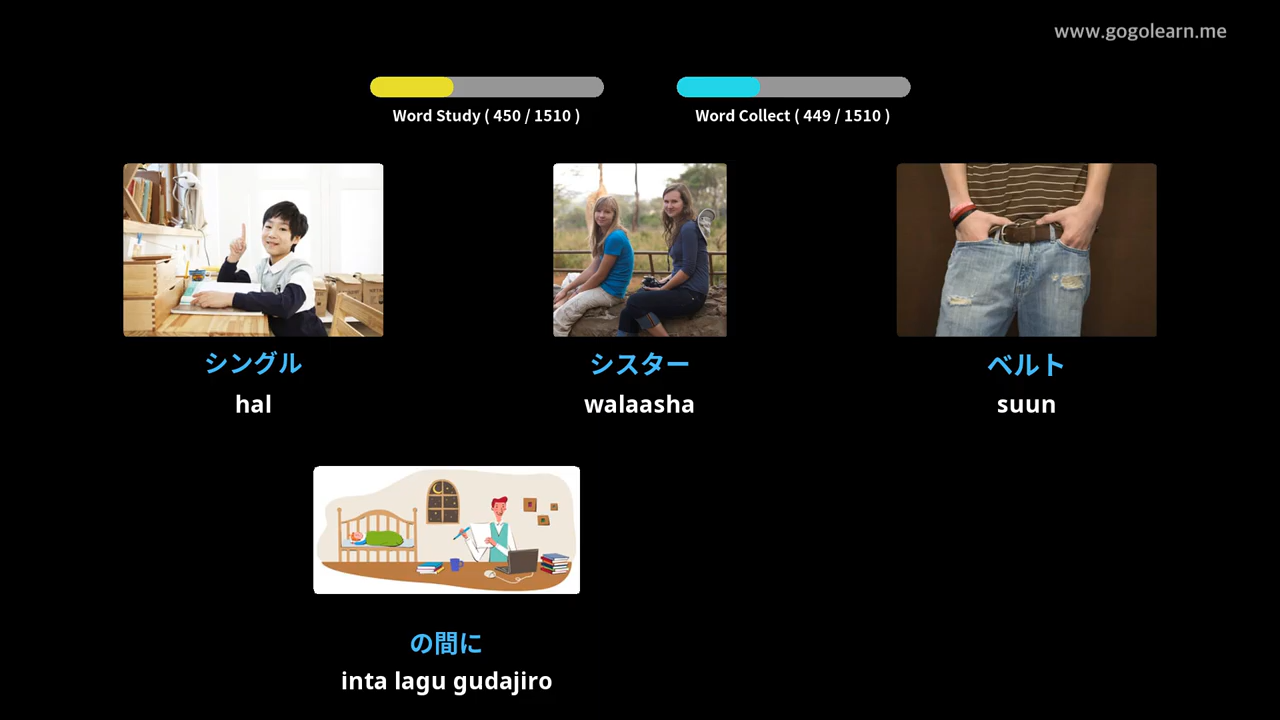 www.gogolearn.me
Word Study ( 450 / 1510 )
Word Collect ( 449 / 1510 )
シングル
hal
シスター
walaasha
ベルト
suun
の間に
inta lagu gudajiro